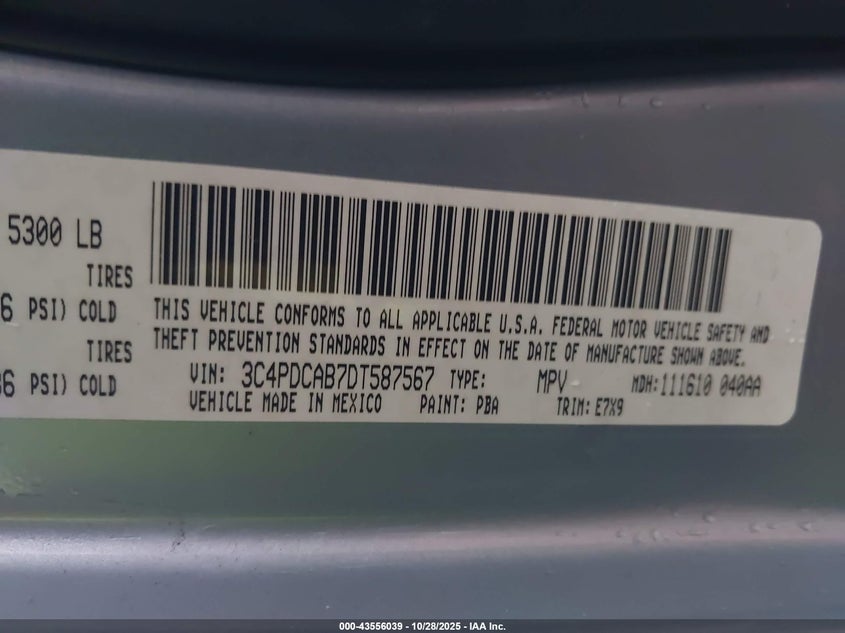 5300 LB
TIRES
6 PSI) COLD
TIRES
36 PSI) COLD
THIS VEHICLE CONFORMS TO ALL APPLICABLE U.S.A. FEDERAL MOTOR VEHICLE SAFETY AND
THEFT PREVENTION STANDARDS IN EFFECT ON THE DATE OF MANUFACTURE SHOWN ABOVE.
VIN: 3C4PDCAB7DT587567 TYPE: MPV MDH:111610 040AA
VEHICLE MADE IN MEXICO PAINT: PBA TRIM: E7X9
000-43556039 - 10/28/2025 - IAA Inc.